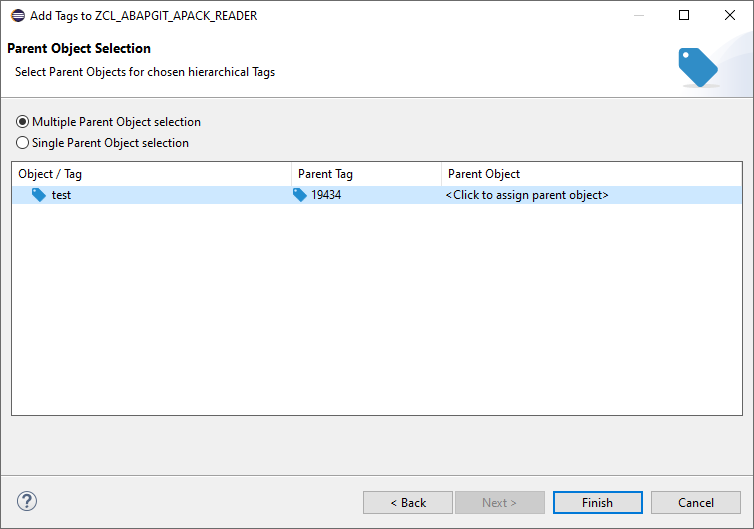 Add Tags to ZCL_ABAPGIT_APACK_READER
Parent Object Selection
Select Parent Objects for chosen hierarchical Tags
Multiple Parent Object selection
Single Parent Object selection
Object / Tag Parent Tag Parent Object
test 19434 <Click to assign parent object>
?
< Back Next > Finish Cancel